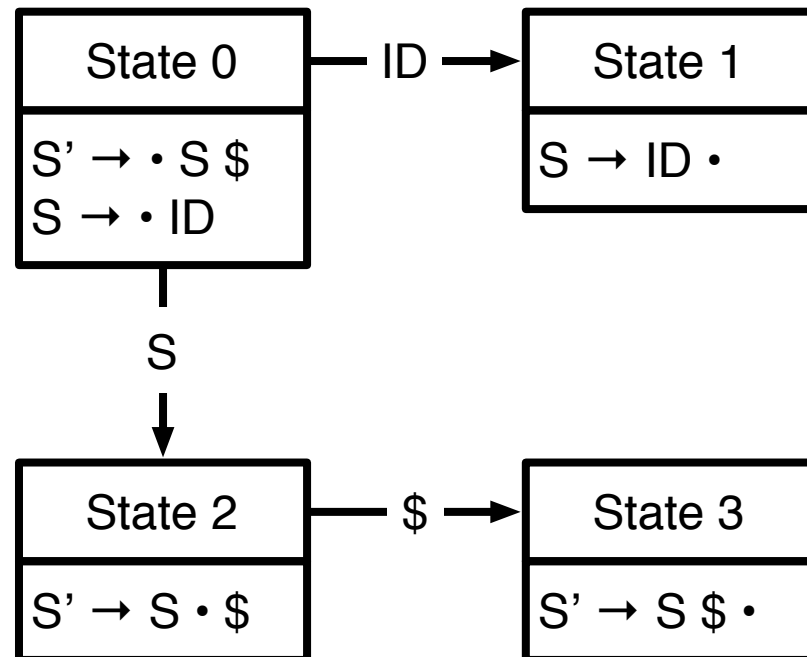 State 0
ID
State 1
S’ → • S $
S → • ID
S → ID •
S
State 2
$
State 3
S’ → S • $
S’ → S $ •